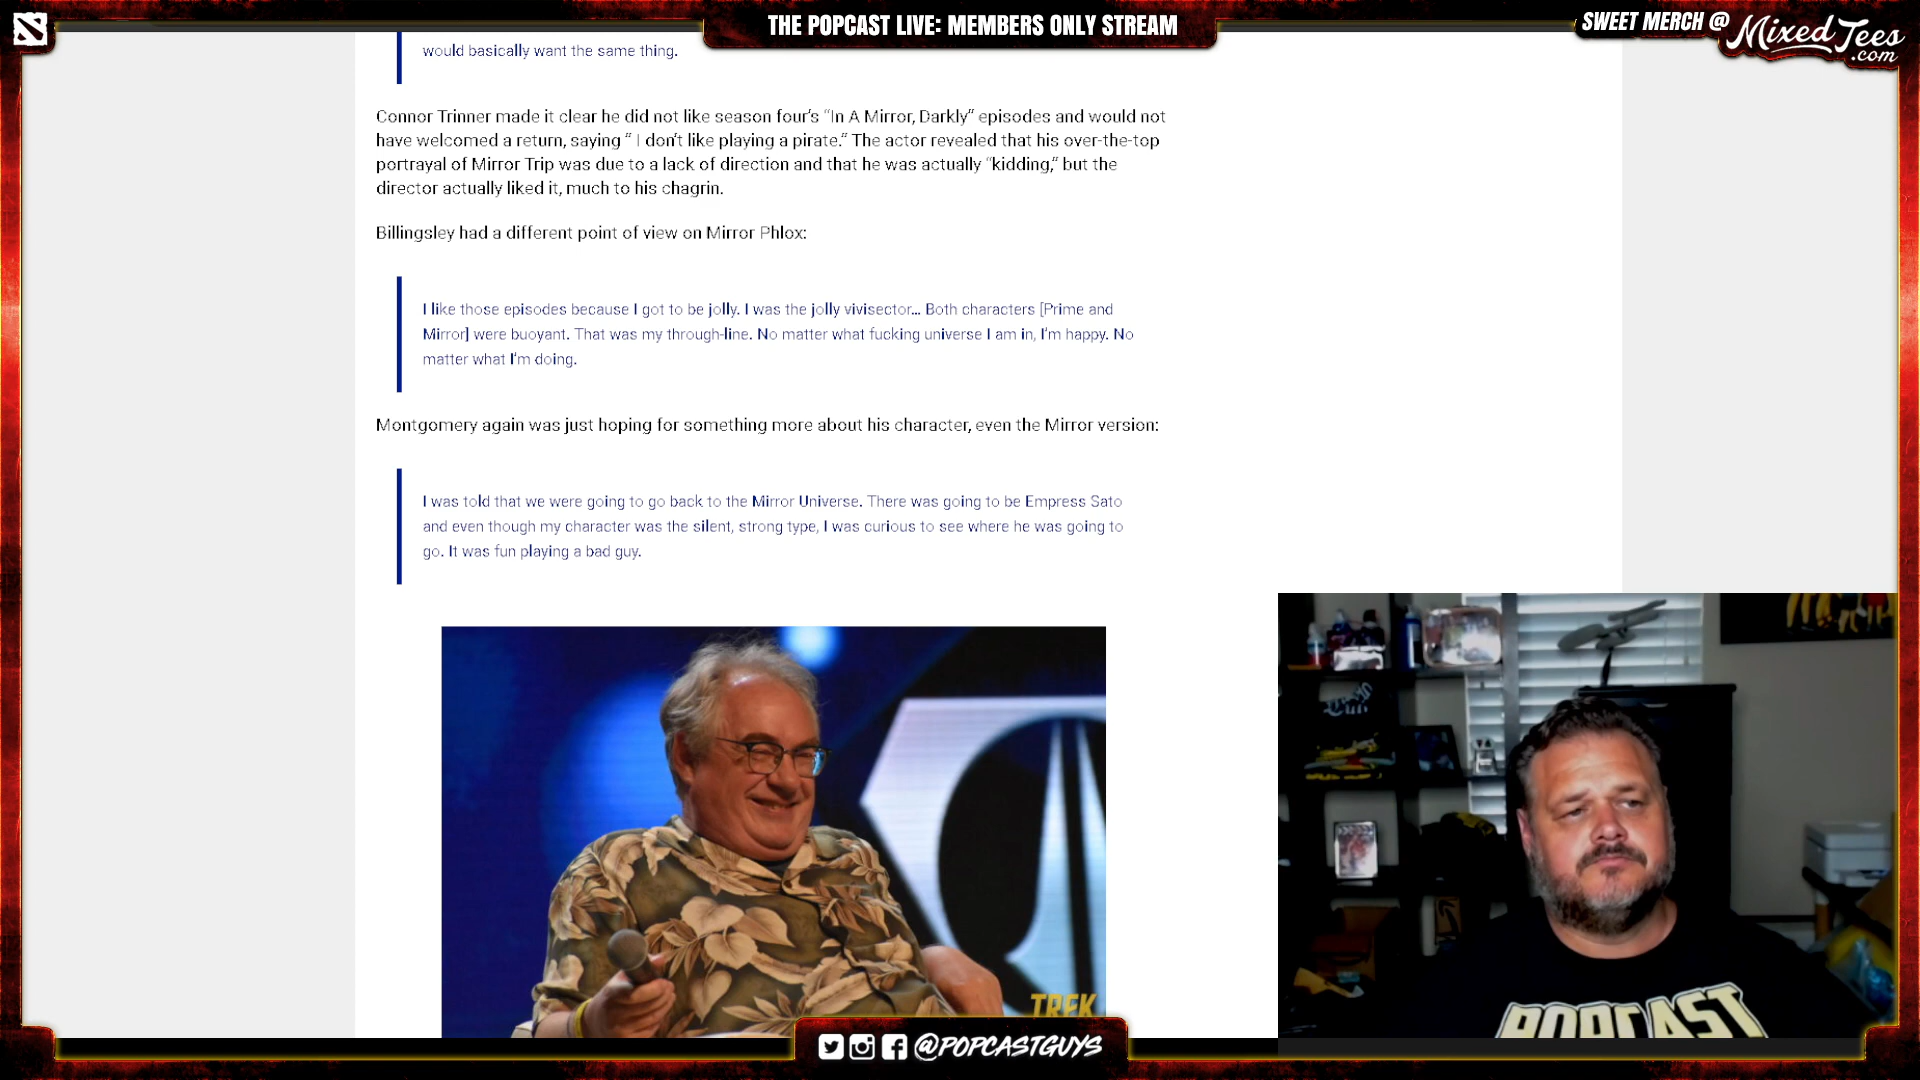 THE POPCAST LIVE: MEMBERS ONLY STREAM
SWEET MERCH @
MixedTees
.com
would basically want the same thing.
Connor Trinner made it clear he did not like season four’s “In A Mirror, Darkly” episodes and would not
have welcomed a return, saying “ I don’t like playing a pirate.” The actor revealed that his over-the-top
portrayal of Mirror Trip was due to a lack of direction and that he was actually “kidding,” but the
director actually liked it, much to his chagrin.
Billingsley had a different point of view on Mirror Phlox:
I like those episodes because I got to be jolly. I was the jolly vivisector… Both characters [Prime and
Mirror] were buoyant. That was my through-line. No matter what fucking universe I am in, I’m happy. No
matter what I’m doing.
Montgomery again was just hoping for something more about his character, even the Mirror version:
I was told that we were going to go back to the Mirror Universe. There was going to be Empress Sato
and even though my character was the silent, strong type, I was curious to see where he was going to
go. It was fun playing a bad guy.
TREK
POPCAST
@POPCASTGUYS